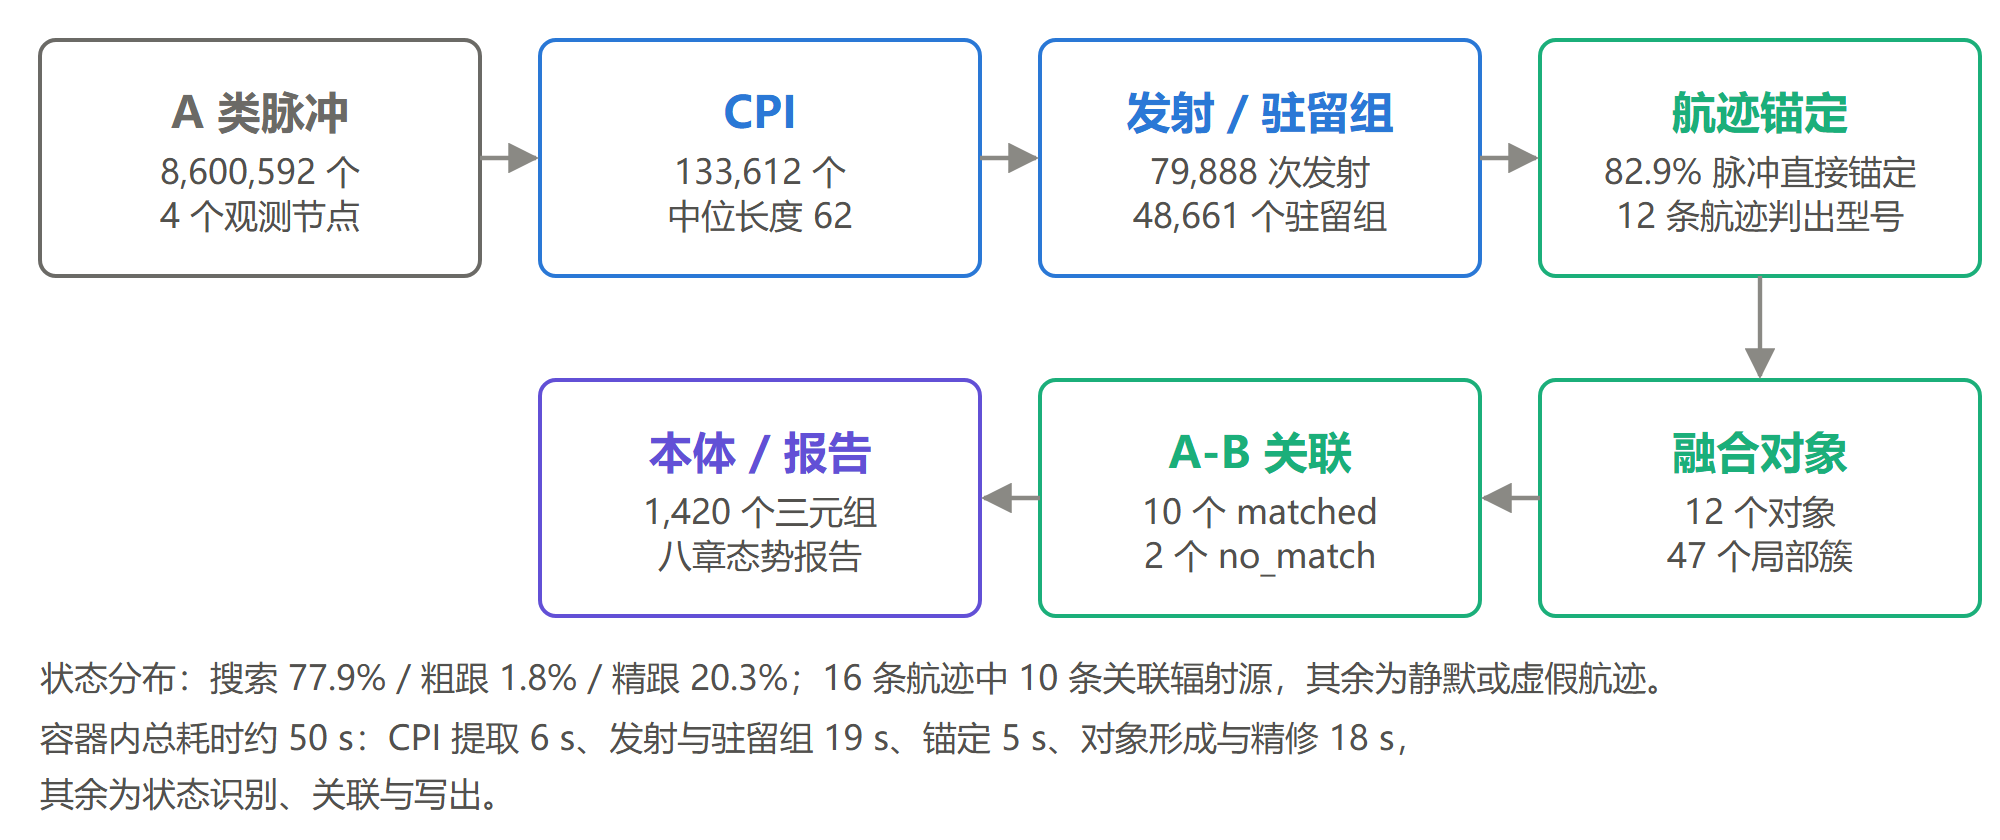 A 类脉冲
8,600,592 个
4 个观测节点
CPI
133,612 个
中位长度 62
发射 / 驻留组
79,888 次发射
48,661 个驻留组
航迹锚定
82.9% 脉冲直接锚定
12 条航迹判出型号
本体 / 报告
1,420 个三元组
八章态势报告
A-B 关联
10 个 matched
2 个 no_match
融合对象
12 个对象
47 个局部簇
状态分布：搜索 77.9% / 粗跟 1.8% / 精跟 20.3%；16 条航迹中 10 条关联辐射源，其余为静默或虚假航迹。
容器内总耗时约 50 s：CPI 提取 6 s、发射与驻留组 19 s、锚定 5 s、对象形成与精修 18 s，
其余为状态识别、关联与写出。